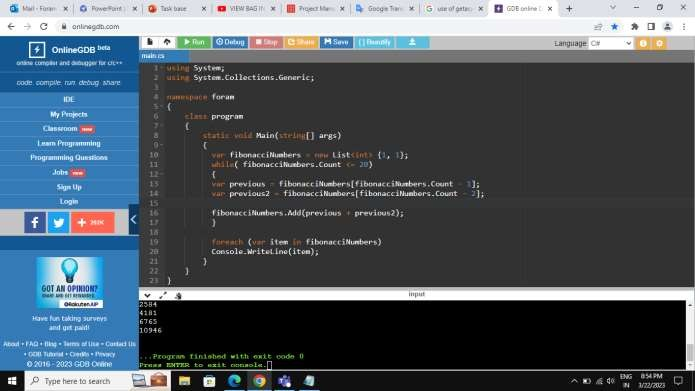 Mail - Foram
PowerPoint |
Task base
VIEW BAG IN
Project Mana
Google Trans
use of getac
GDB online
onlinegdb.com
OnlineGDB beta
online compiler and debugger for c/c++
code. compile. run. debug. share.
IDE
My Projects
Classroom new
Learn Programming
Programming Questions
Jobs new
Sign Up
Login
GOT AN OPINION?
SHARE AND GET REWARDED.
Rakuten AIP
Have fun taking surveys
and get paid!
About • FAQ • Blog • Terms of Use • Contact Us
• GDB Tutorial • Credits • Privacy
© 2016 - 2023 GDB Online
Run
Debug
Stop
Share
Save
{ } Beautify
Language C#
main.cs
1 using System;
2 using System.Collections.Generic;
3
4 namespace foram
5 {
6 class program
7 {
8 static void Main(string[] args)
9 {
10 var fibonacciNumbers = new List<int> {1, 1};
11 while( fibonacciNumbers.Count <= 20)
12 {
13 var previous = fibonacciNumbers[fibonacciNumbers.Count - 1];
14 var previous2 = fibonacciNumbers[fibonacciNumbers.Count - 2];
15
16 fibonacciNumbers.Add(previous + previous2);
17 }
18
19 foreach (var item in fibonacciNumbers)
20 Console.WriteLine(item);
21 }
22 }
23 }
input
2584
4181
6765
10946
...Program finished with exit code 0
Press ENTER to exit console.
Type here to search
ENG
IN
8:54 PM
3/22/2023